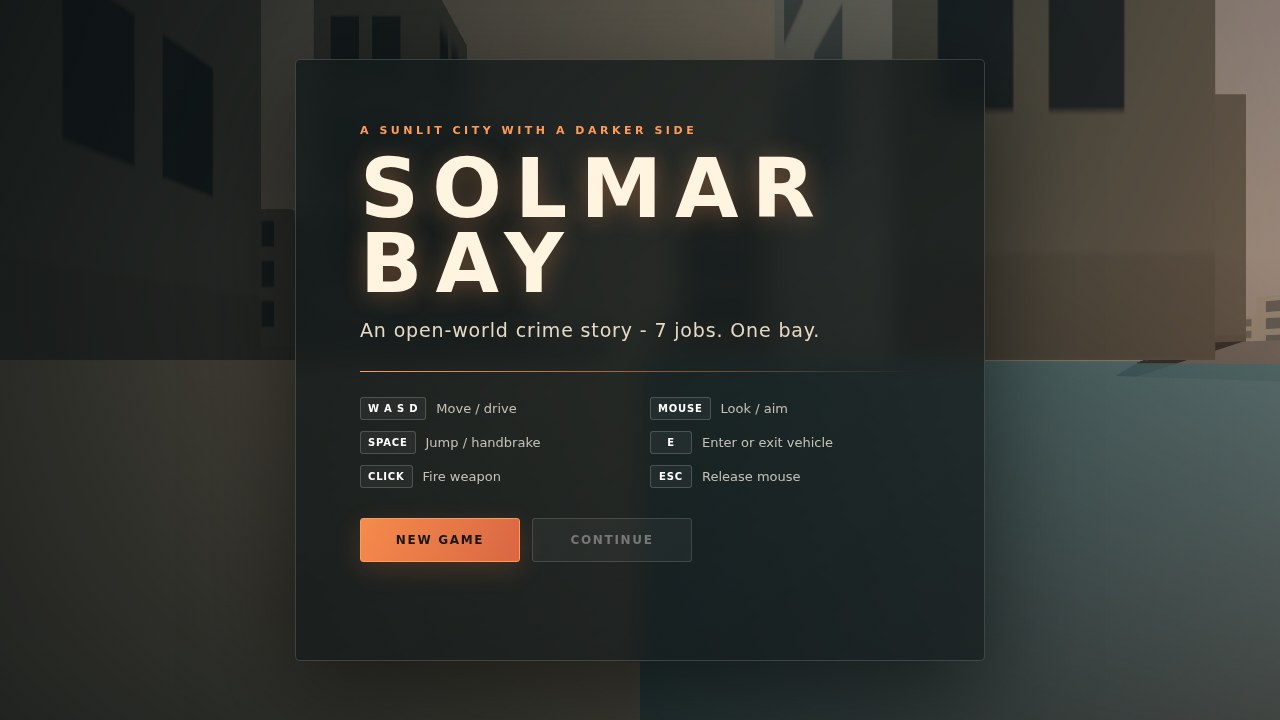 A SUNLIT CITY WITH A DARKER SIDE
SOLMAR
BAY
An open-world crime story - 7 jobs. One bay.
W A S D Move / drive
MOUSE Look / aim
SPACE Jump / handbrake
E Enter or exit vehicle
CLICK Fire weapon
ESC Release mouse
NEW GAME
CONTINUE